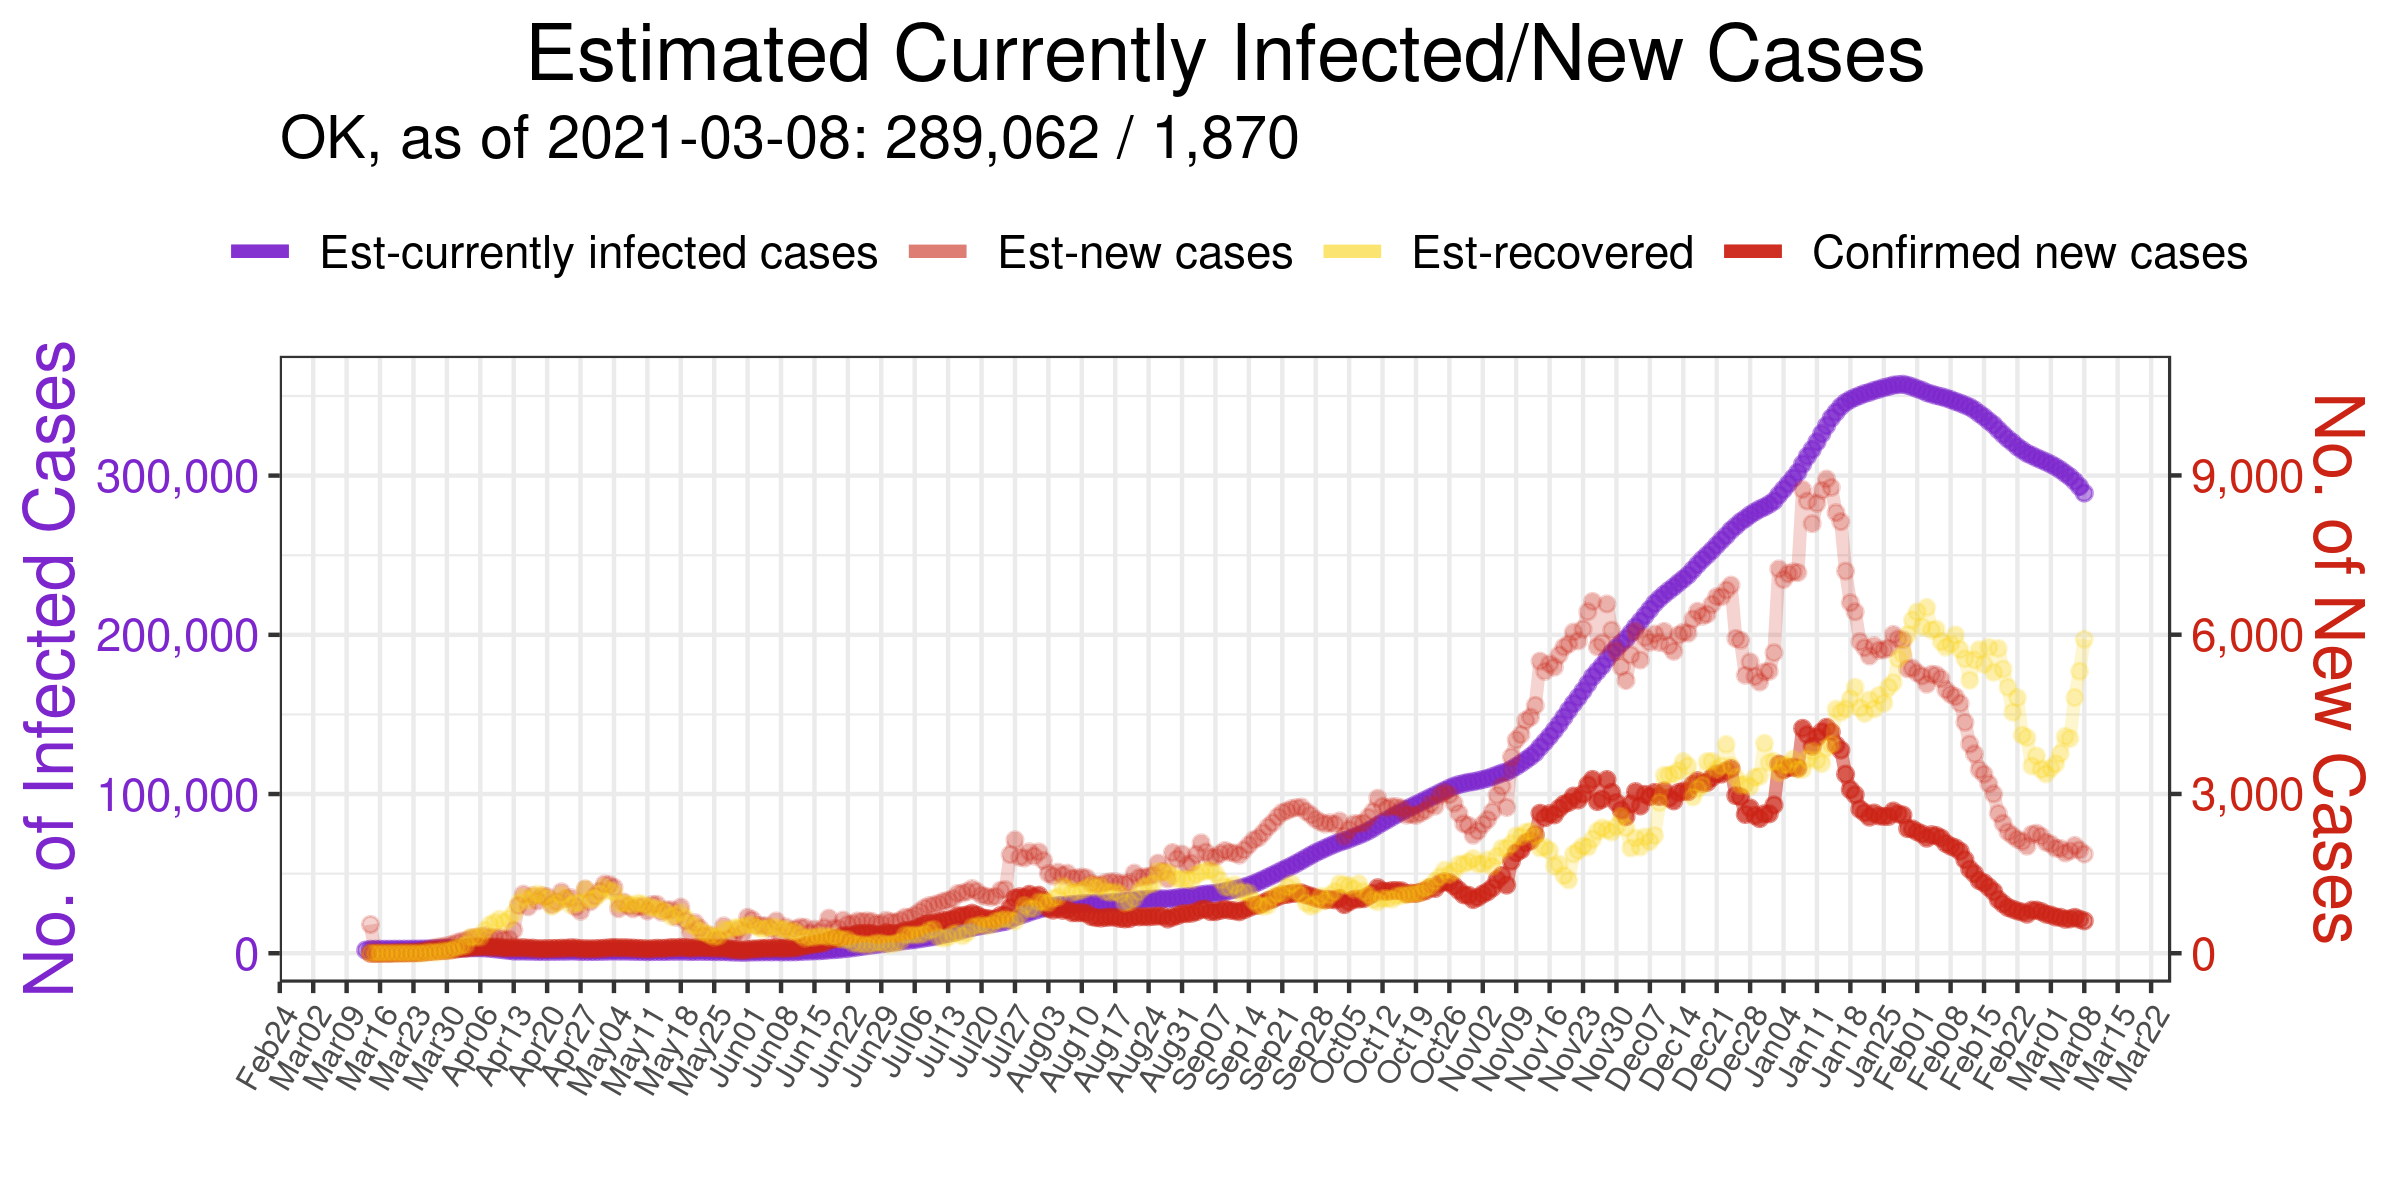 Estimated Currently Infected/New Cases
OK, as of 2021-03-08: 289,062 / 1,870
Est-currently infected cases Est-new cases Est-recovered Confirmed new cases
No. of Infected Cases
300,000
200,000
100,000
0
9,000
6,000
3,000
0
No. of New Cases
Feb24 Mar02 Mar09 Mar16 Mar23 Mar30 Apr06 Apr13 Apr20 Apr27 May04 May11 May18 May25 Jun01 Jun08 Jun15 Jun22 Jun29 Jul06 Jul13 Jul20 Jul27 Aug03 Aug10 Aug17 Aug24 Aug31 Sep07 Sep14 Sep21 Sep28 Oct05 Oct12 Oct19 Oct26 Nov02 Nov09 Nov16 Nov23 Nov30 Dec07 Dec14 Dec21 Dec28 Jan04 Jan11 Jan18 Jan25 Feb01 Feb08 Feb15 Feb22 Mar01 Mar08 Mar15 Mar22